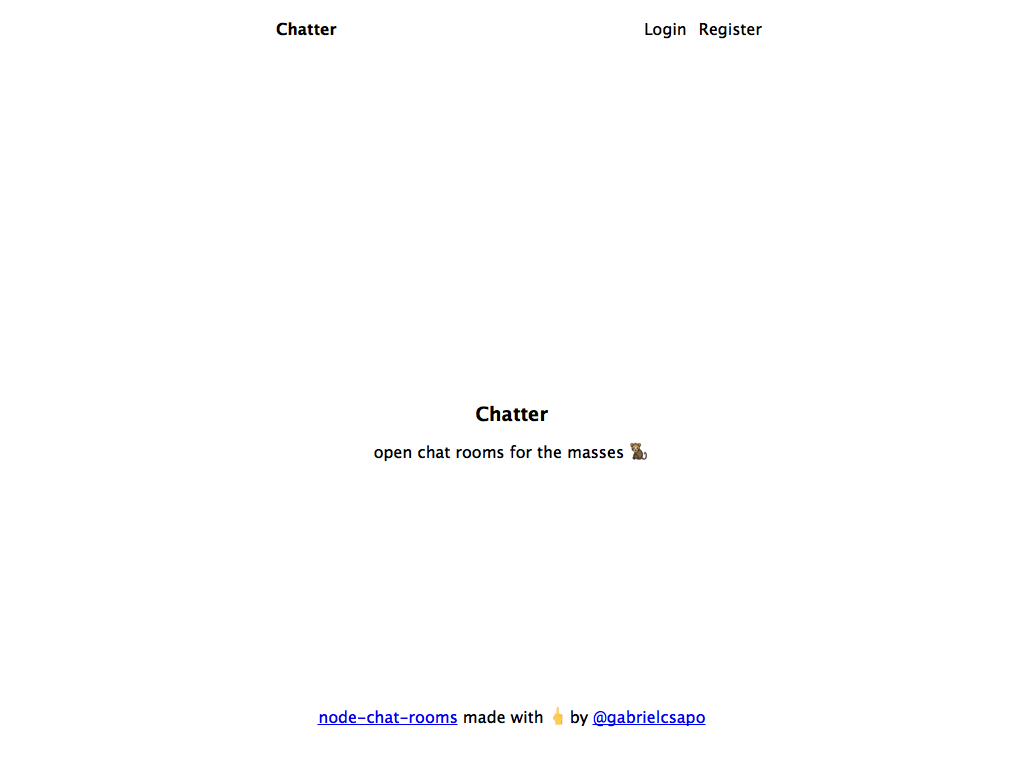 Chatter
Login Register
Chatter
open chat rooms for the masses 🐒
node-chat-rooms made with 🖕 by @gabrielcsapo